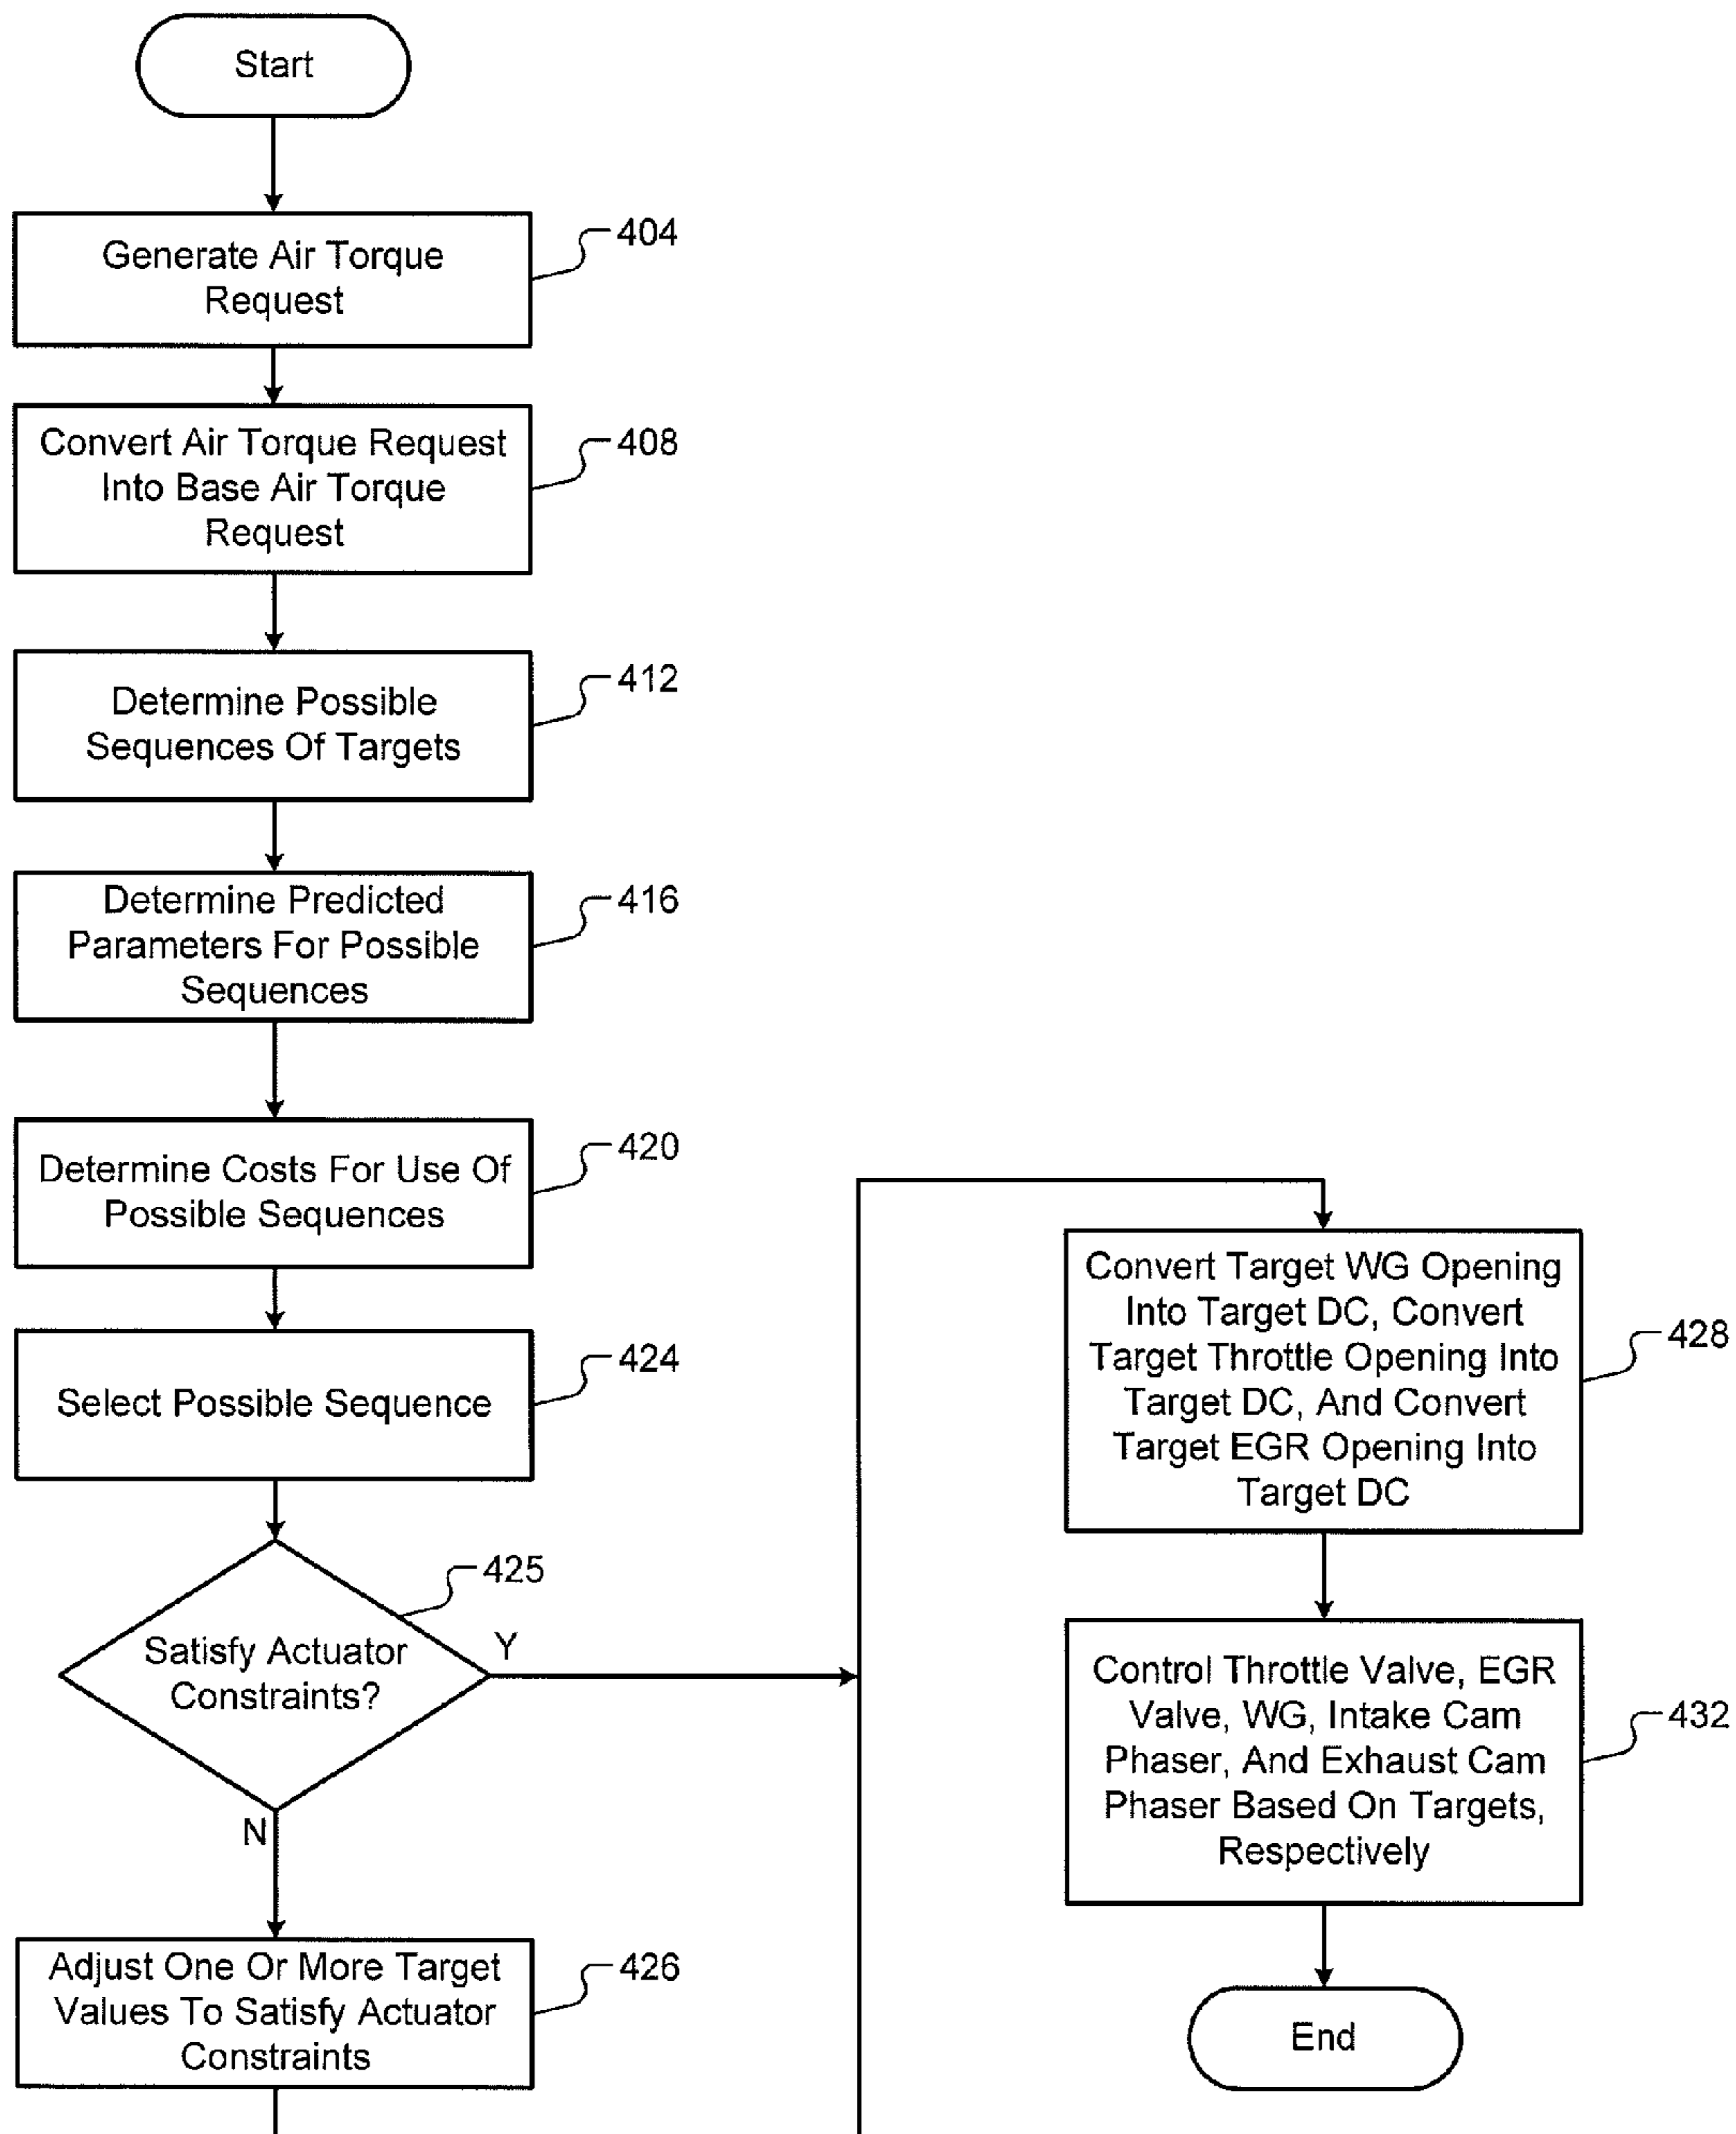 Start
Generate Air Torque
Request
404
Convert Air Torque Request
Into Base Air Torque
Request
408
Determine Possible
Sequences Of Targets
412
Determine Predicted
Parameters For Possible
Sequences
416
Determine Costs For Use Of
Possible Sequences
420
Select Possible Sequence
424
Satisfy Actuator
Constraints?
425
Y
N
Adjust One Or More Target
Values To Satisfy Actuator
Constraints
426
Convert Target WG Opening
Into Target DC, Convert
Target Throttle Opening Into
Target DC, And Convert
Target EGR Opening Into
Target DC
428
Control Throttle Valve, EGR
Valve, WG, Intake Cam
Phaser, And Exhaust Cam
Phaser Based On Targets,
Respectively
432
End